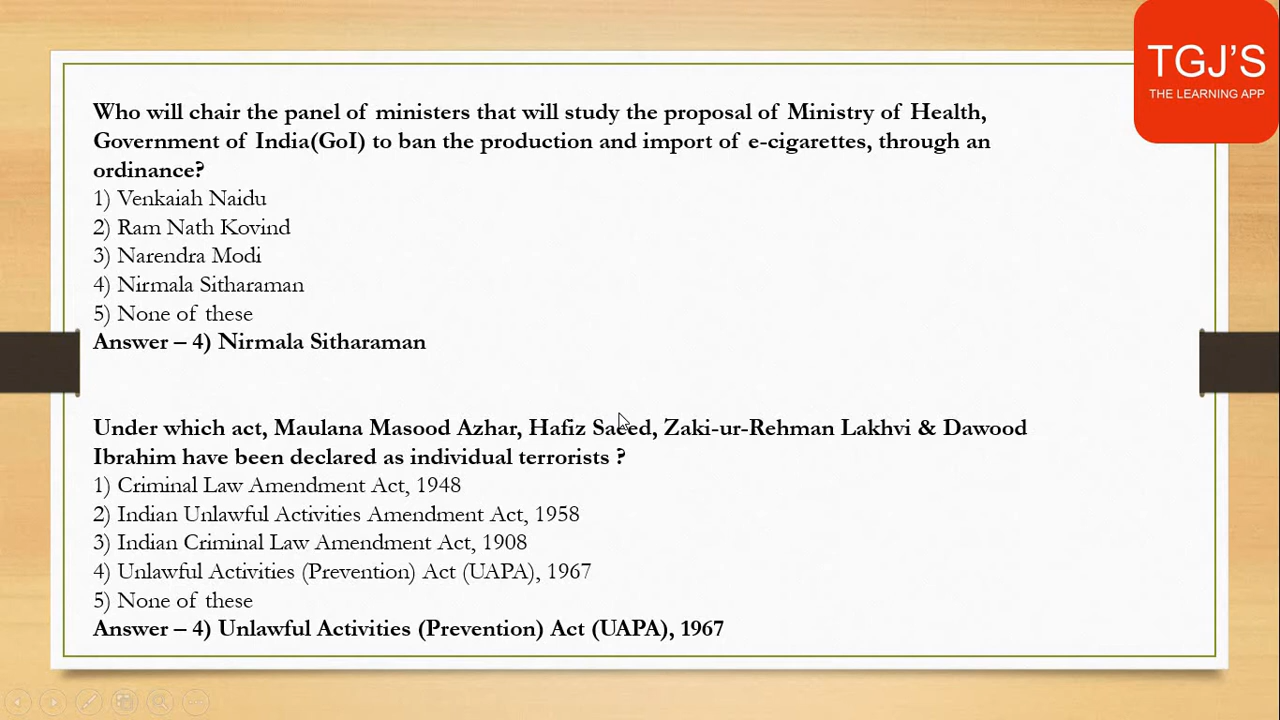 TGJ'S
THE LEARNING APP
Who will chair the panel of ministers that will study the proposal of Ministry of Health,
Government of India(GoI) to ban the production and import of e-cigarettes, through an
ordinance?
1) Venkaiah Naidu
2) Ram Nath Kovind
3) Narendra Modi
4) Nirmala Sitharaman
5) None of these
Answer – 4) Nirmala Sitharaman
Under which act, Maulana Masood Azhar, Hafiz Saeed, Zaki-ur-Rehman Lakhvi & Dawood
Ibrahim have been declared as individual terrorists ?
1) Criminal Law Amendment Act, 1948
2) Indian Unlawful Activities Amendment Act, 1958
3) Indian Criminal Law Amendment Act, 1908
4) Unlawful Activities (Prevention) Act (UAPA), 1967
5) None of these
Answer – 4) Unlawful Activities (Prevention) Act (UAPA), 1967